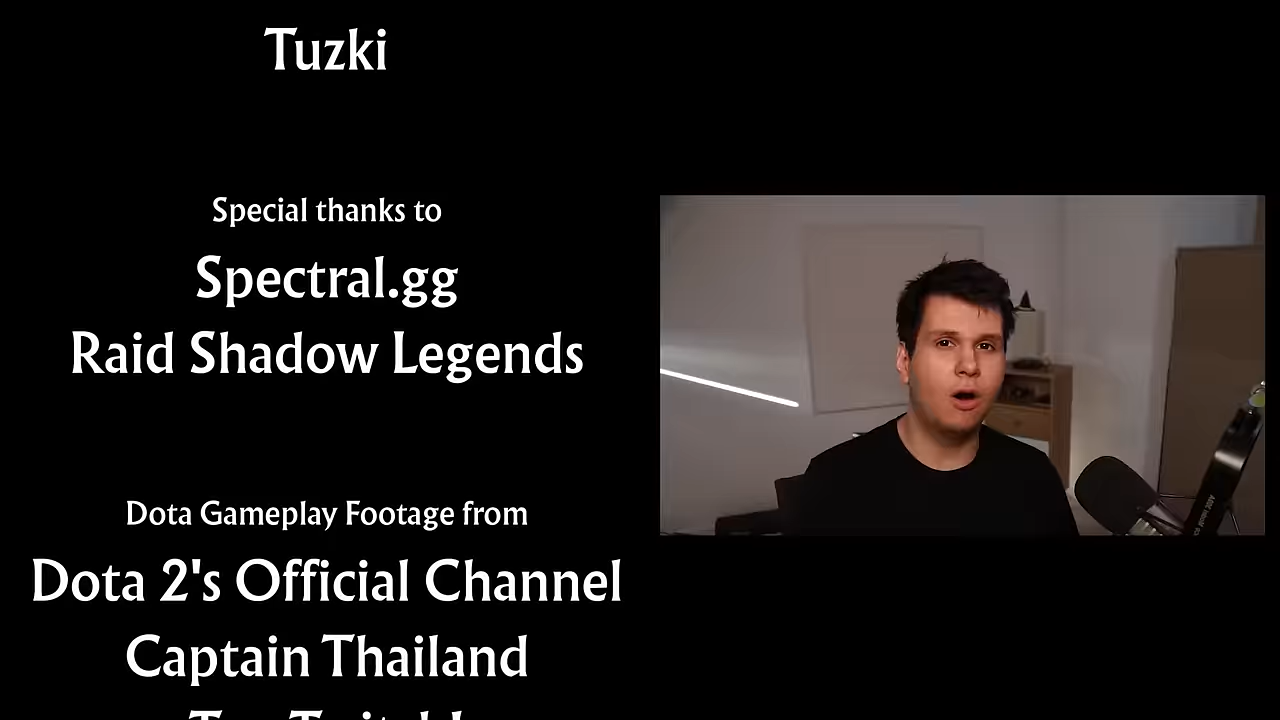 Tuzki
Special thanks to
Spectral.gg
Raid Shadow Legends
Dota Gameplay Footage from
Dota 2's Official Channel
Captain Thailand